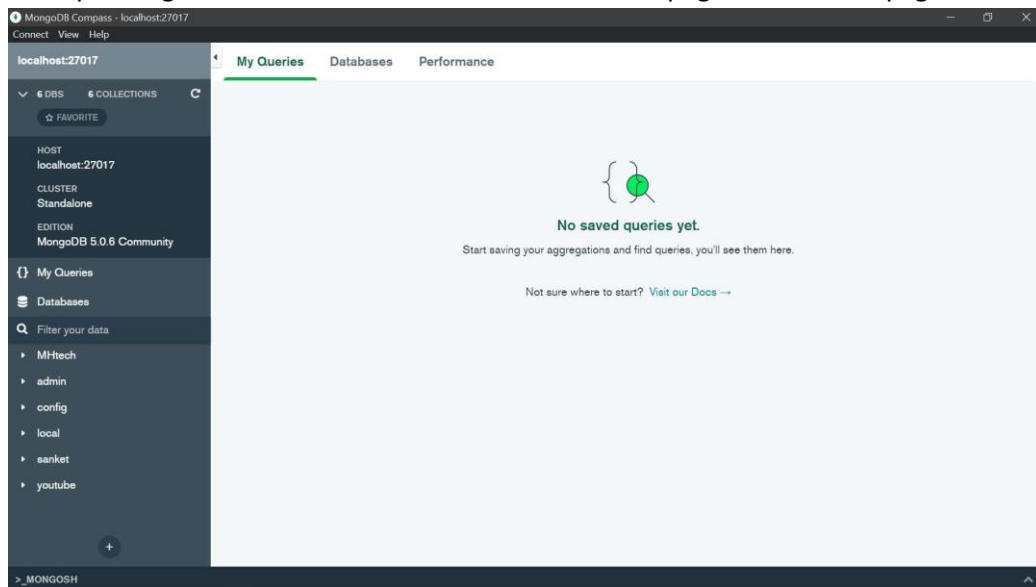 MongoDB Compass - localhost:27017
Connect View Help
localhost:27017
My Queries Databases Performance
6 DBS 6 COLLECTIONS
FAVORITE
HOST
localhost:27017
CLUSTER
Standalone
EDITION
MongoDB 5.0.6 Community
{} My Queries
Databases
Filter your data
MHtech
admin
config
local
sanket
youtube
+
>_MONGOSH
No saved queries yet.
Start saving your aggregations and find queries, you'll see them here.
Not sure where to start? Visit our Docs →